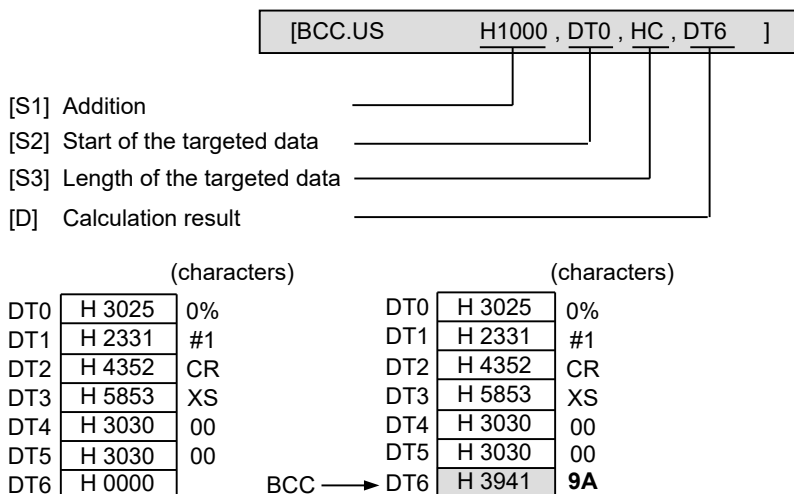 [BCC.US H1000 , DT0 , HC , DT6 ]
[S1] Addition
[S2] Start of the targeted data
[S3] Length of the targeted data
[D] Calculation result
(characters) (characters)
DT0 H 3025 0% DT0 H 3025 0%
DT1 H 2331 #1 DT1 H 2331 #1
DT2 H 4352 CR DT2 H 4352 CR
DT3 H 5853 XS DT3 H 5853 XS
DT4 H 3030 00 DT4 H 3030 00
DT5 H 3030 00 DT5 H 3030 00
DT6 H 0000 BCC DT6 H 3941 9A